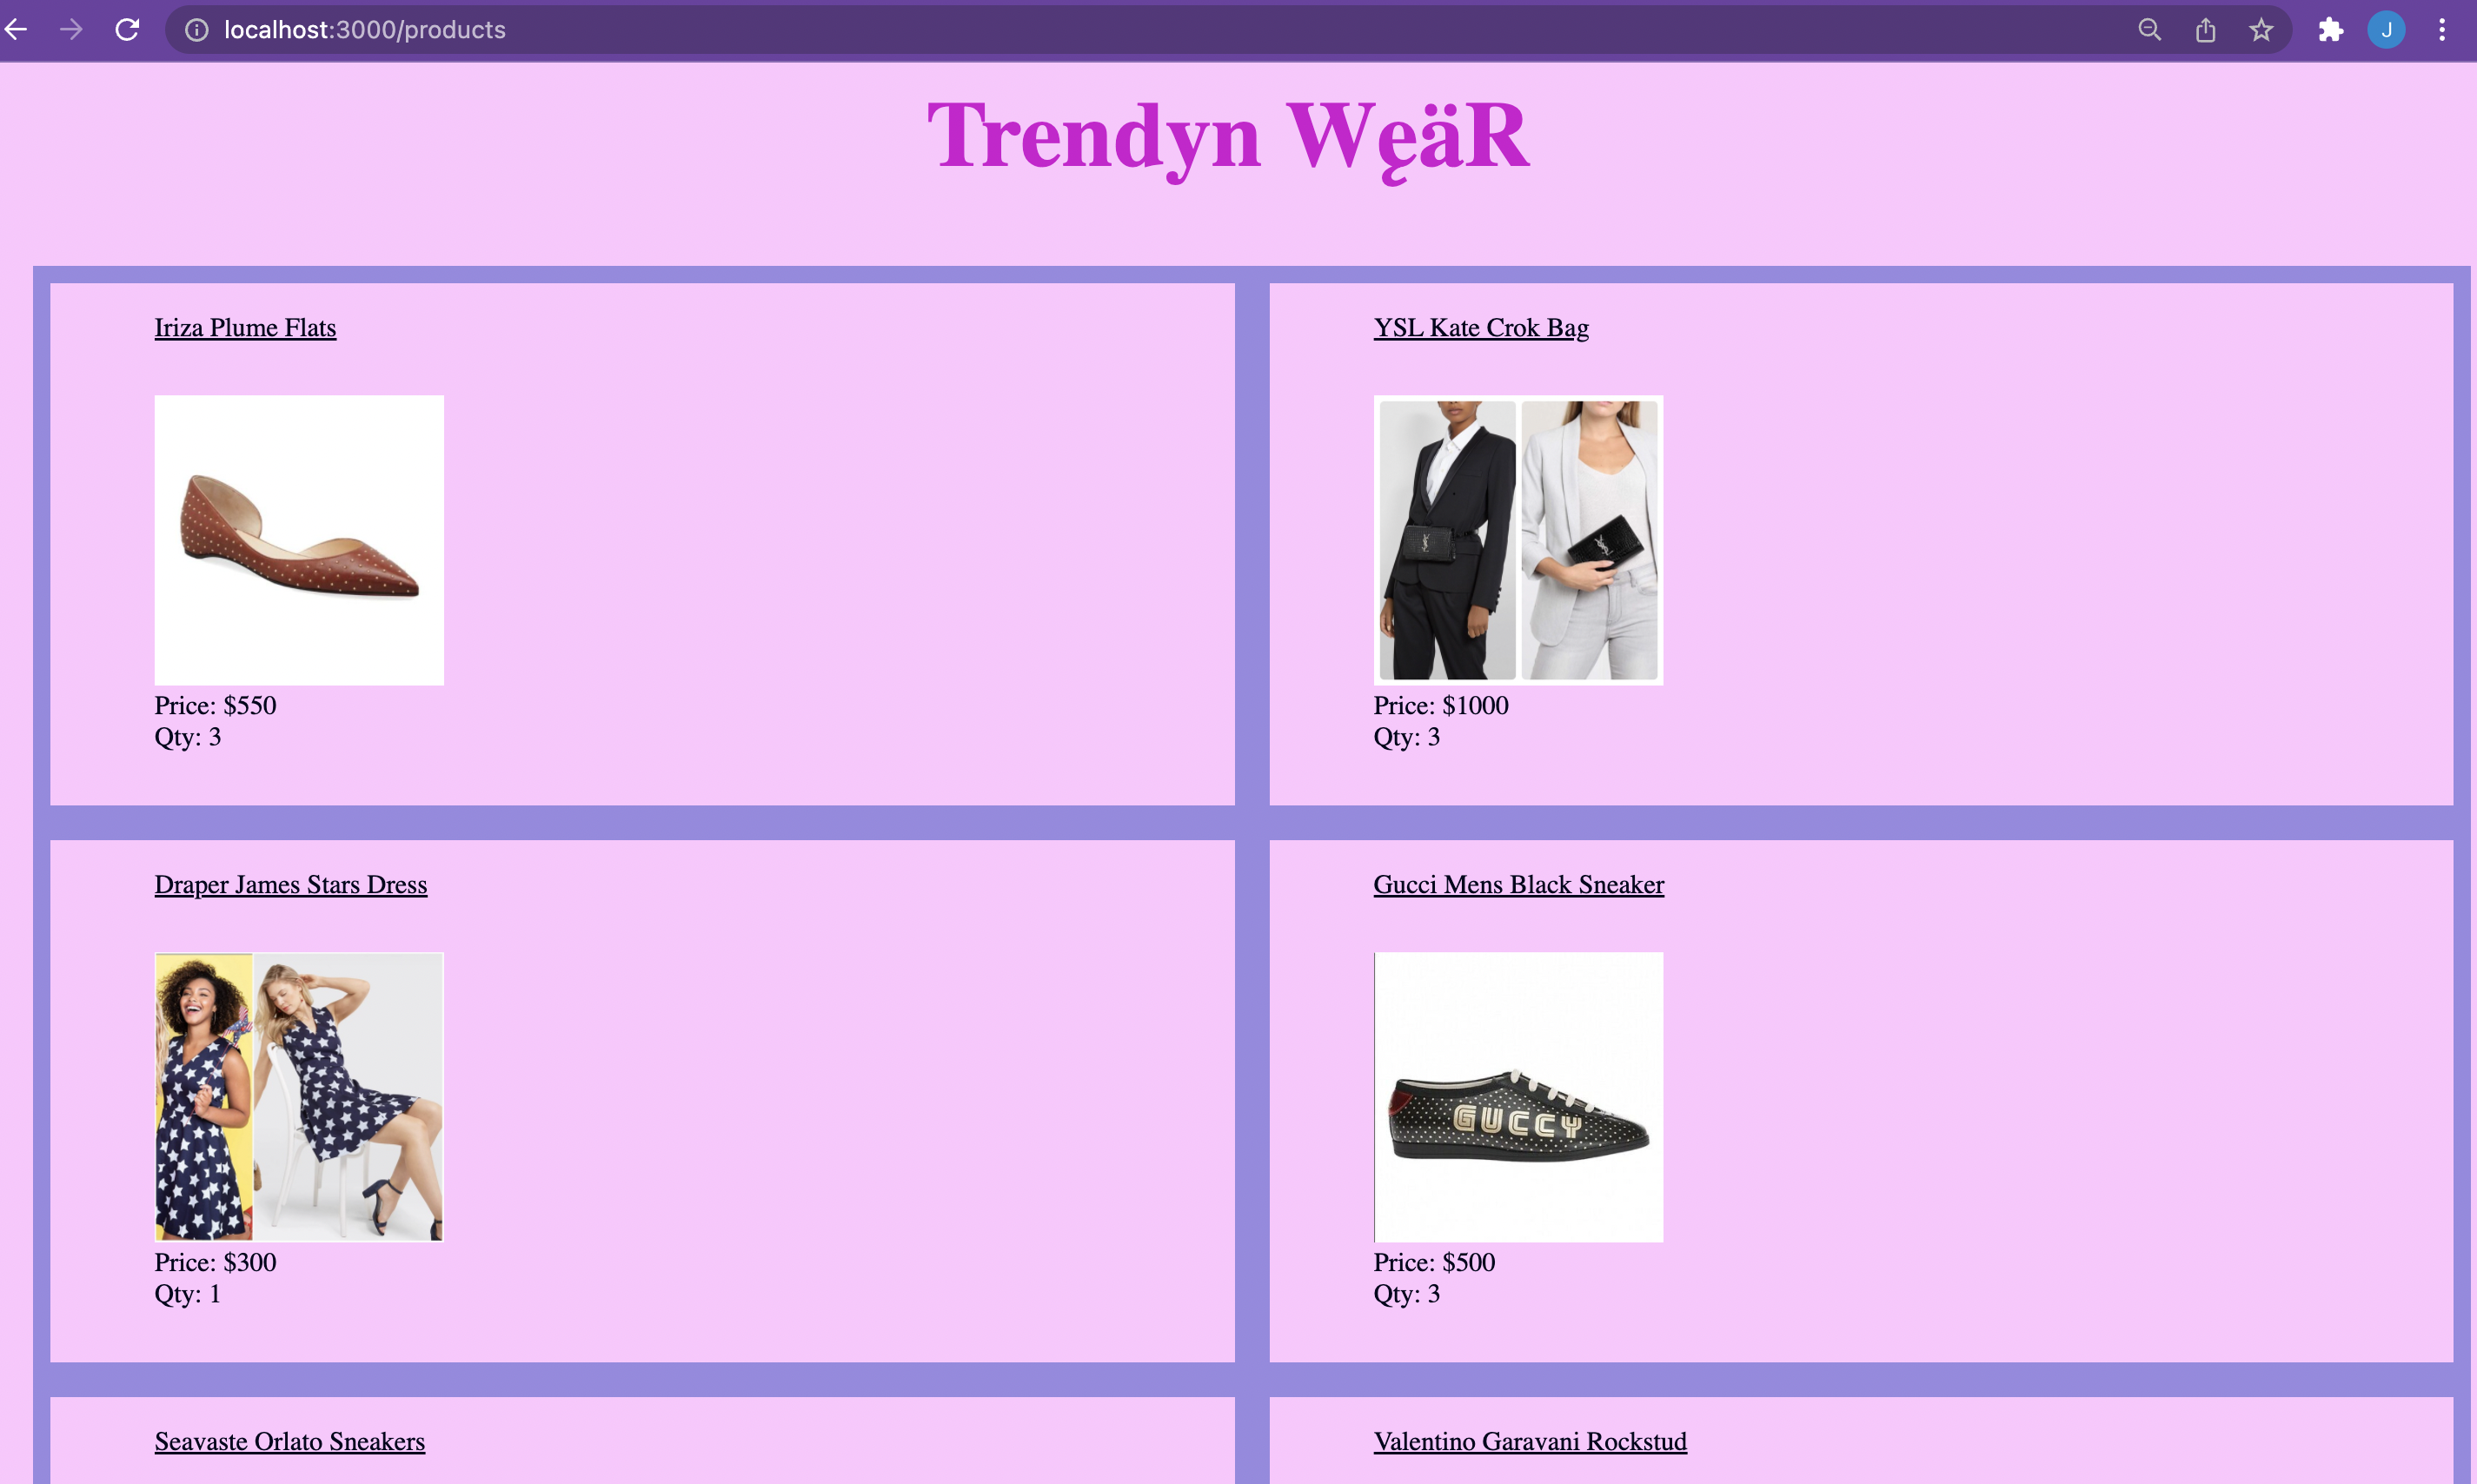 localhost:3000/products
J
Trendyn WęäR
Iriza Plume Flats
YSL Kate Crok Bag
YSL
YSL
Price: $550
Qty: 3
Price: $1000
Qty: 3
Draper James Stars Dress
Gucci Mens Black Sneaker
GUCCY
Price: $300
Qty: 1
Price: $500
Qty: 3
Seavaste Orlato Sneakers
Valentino Garavani Rockstud